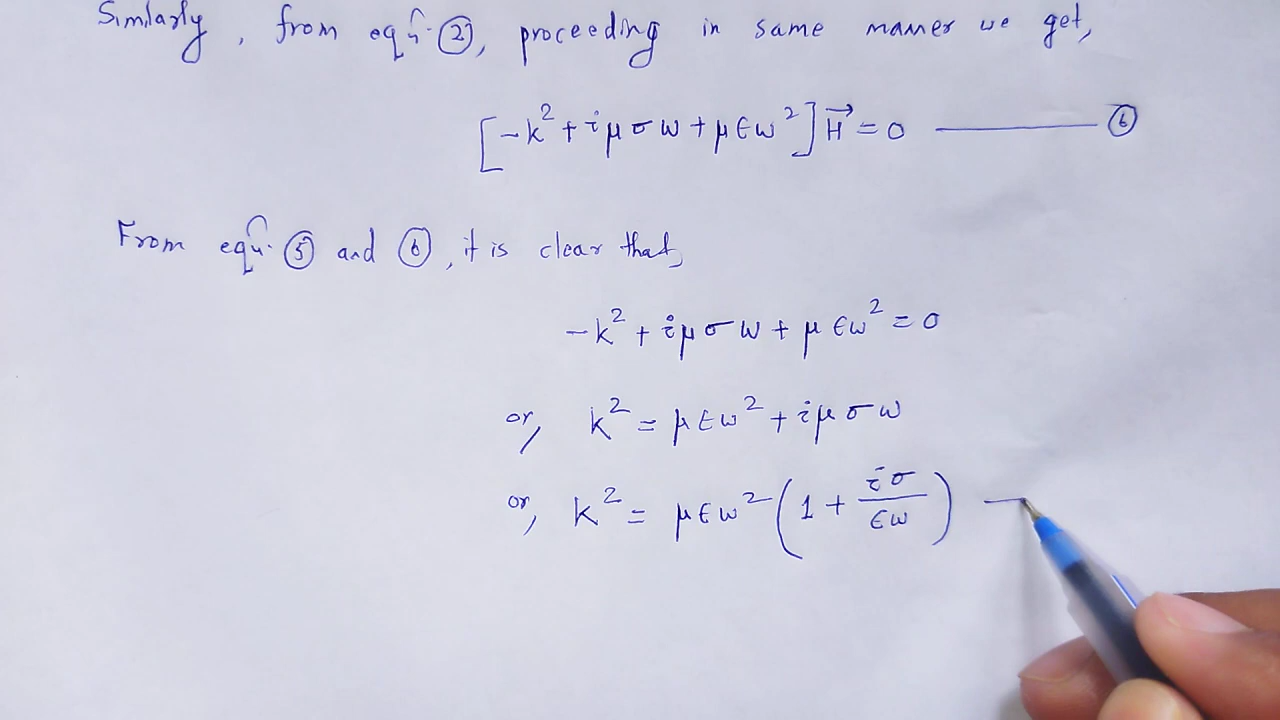 Similarly, from eqn. ②, proceeding in same manner we get,
[-k² + iμσω + μϵω²] H⃗ = 0 ——— ⑥
From eqn. ⑤ and ⑥, it is clear that,
-k² + iμσω + μϵω² = 0
or, k² = μϵω² + iμσω
or, k² = μϵω² (1 + iσ/ϵω) —